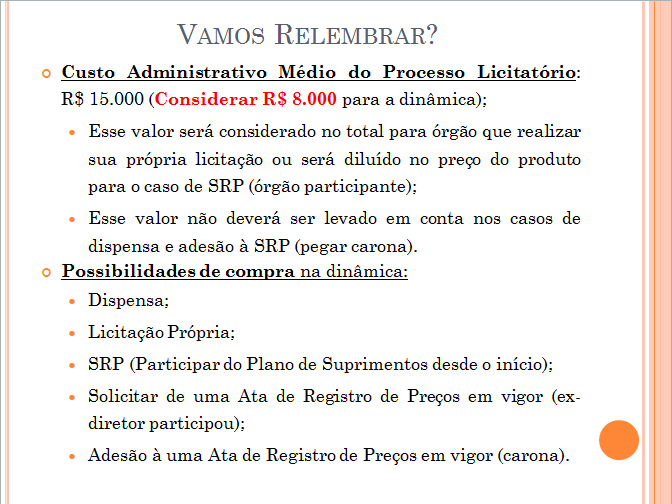 VAMOS RELEMBRAR?
Custo Administrativo Médio do Processo Licitatório:
R$ 15.000 (Considerar R$ 8.000 para a dinâmica);
Esse valor será considerado no total para órgão que realizar
sua própria licitação ou será diluído no preço do produto
para o caso de SRP (órgão participante);
Esse valor não deverá ser levado em conta nos casos de
dispensa e adesão à SRP (pegar carona).
Possibilidades de compra na dinâmica:
Dispensa;
Licitação Própria;
SRP (Participar do Plano de Suprimentos desde o início);
Solicitar de uma Ata de Registro de Preços em vigor (ex-
diretor participou);
Adesão à uma Ata de Registro de Preços em vigor (carona).